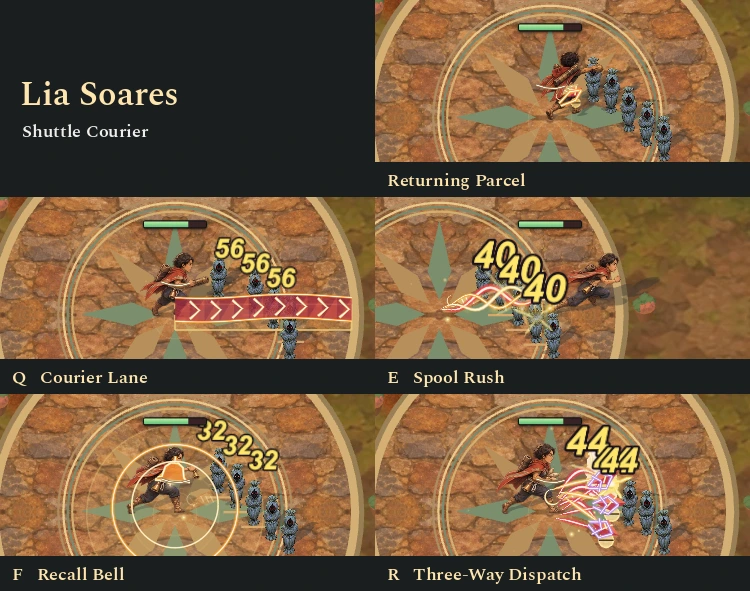 Lia Soares
Shuttle Courier
Returning Parcel
56
56
56
Q Courier Lane
40
40
40
E Spool Rush
32
32
32
F Recall Bell
44
44
R Three-Way Dispatch